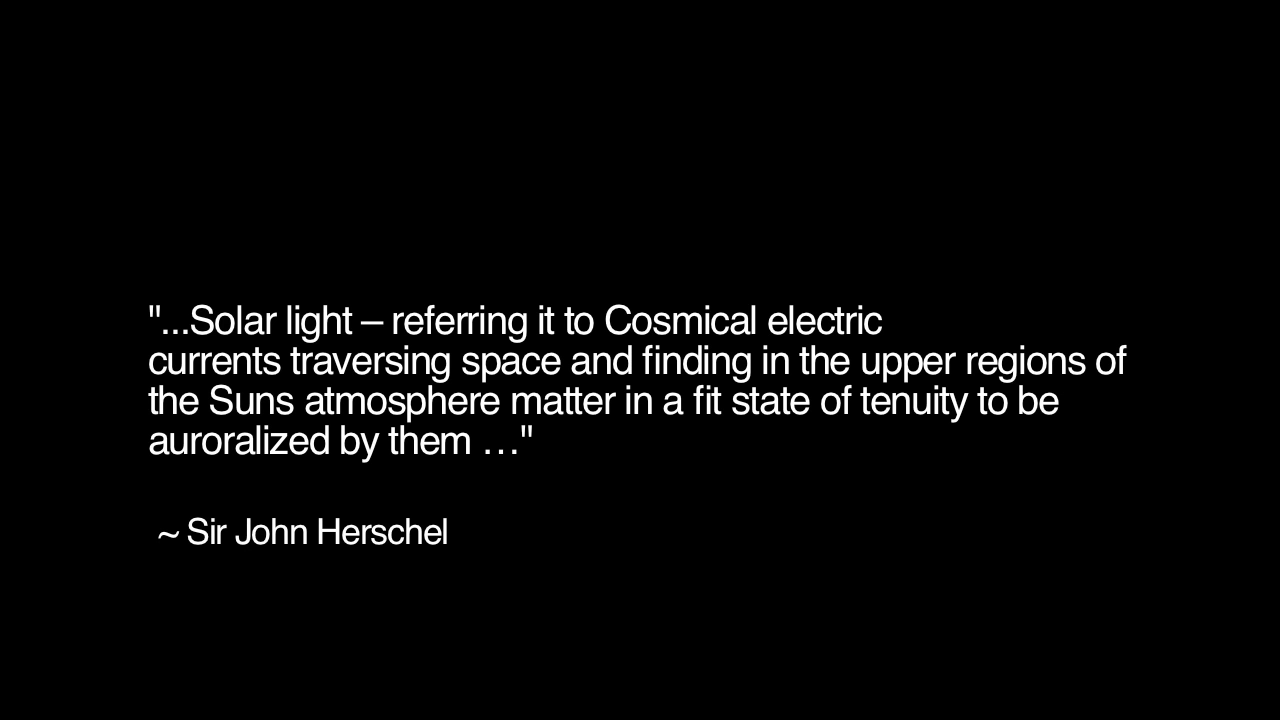 "...Solar light – referring it to Cosmical electric
currents traversing space and finding in the upper regions of
the Suns atmosphere matter in a fit state of tenuity to be
auroralized by them …"
~ Sir John Herschel